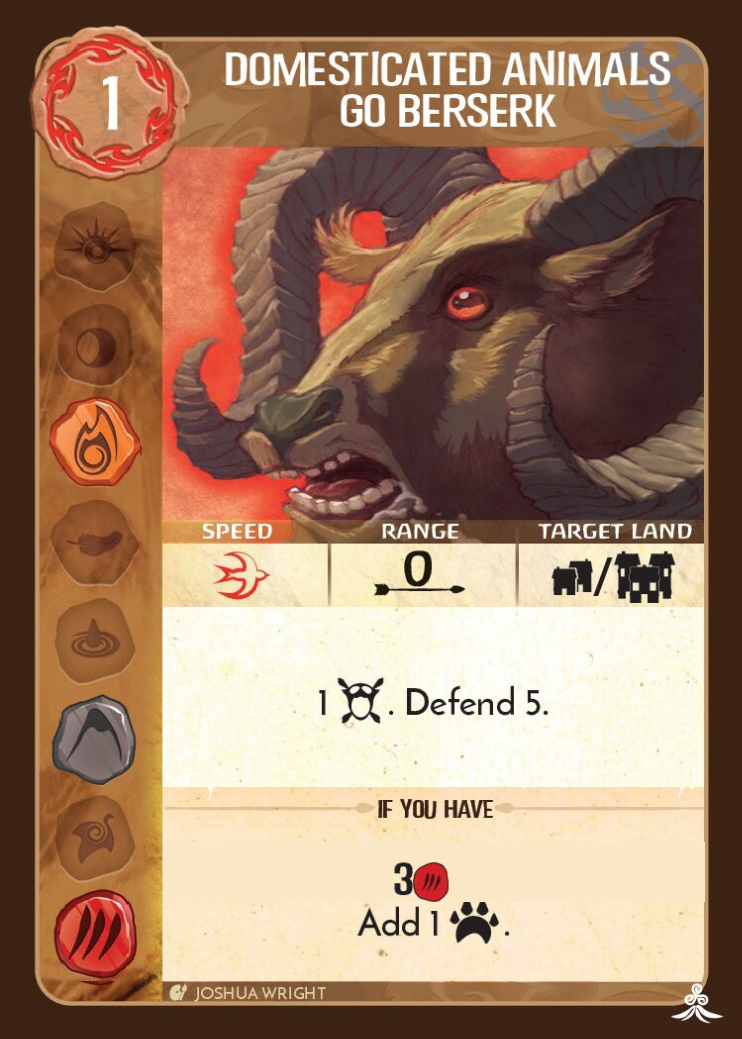 1
DOMESTICATED ANIMALS
GO BERSERK
SPEED RANGE TARGET LAND
0 /
1 . Defend 5.
IF YOU HAVE
3
Add 1 .
JOSHUA WRIGHT